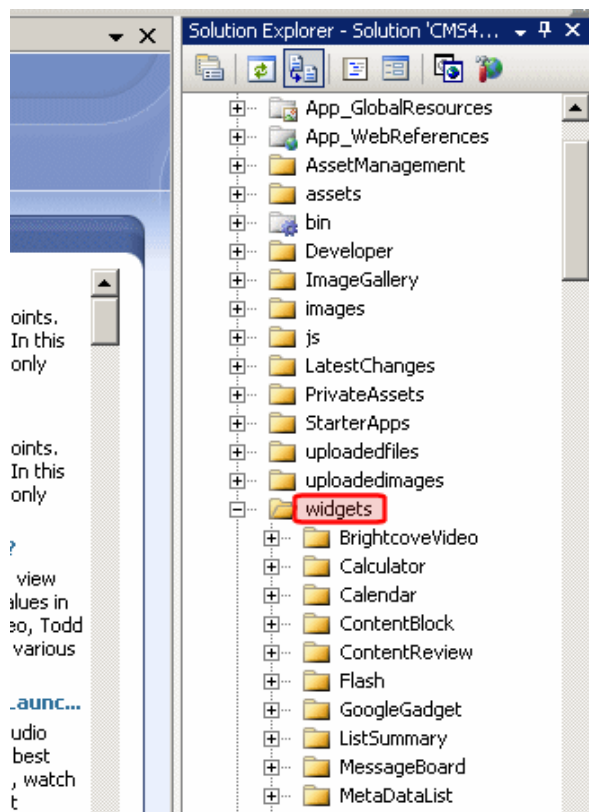 Solution Explorer - Solution 'CMS4...
App_GlobalResources
App_WebReferences
AssetManagement
assets
bin
Developer
ImageGallery
images
js
LatestChanges
PrivateAssets
StarterApps
uploadedfiles
uploadedimages
widgets
BrightcoveVideo
Calculator
Calendar
ContentBlock
ContentReview
Flash
GoogleGadget
ListSummary
MessageBoard
MetaDataList
oints.
In this
only
oints.
In this
only
?
view
alues in
eo, Todd
various
Launc...
udio
best
, watch
t